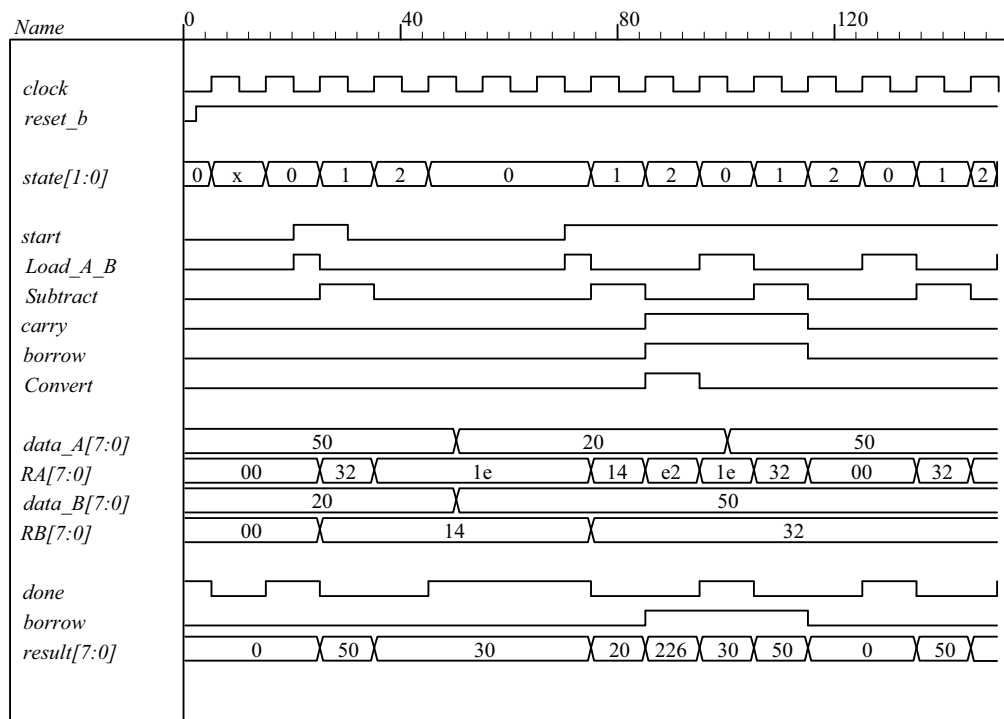 Name 0 40 80 120
clock
reset_b
state[1:0] 0 x 0 1 2 0 1 2 0 1 2 0 1 2
start
Load_A_B
Subtract
carry
borrow
Convert
data_A[7:0] 50 20 50
RA[7:0] 00 32 1e 14 e2 1e 32 00 32
data_B[7:0] 20 50
RB[7:0] 00 14 32
done
borrow
result[7:0] 0 50 30 20 226 30 50 0 50